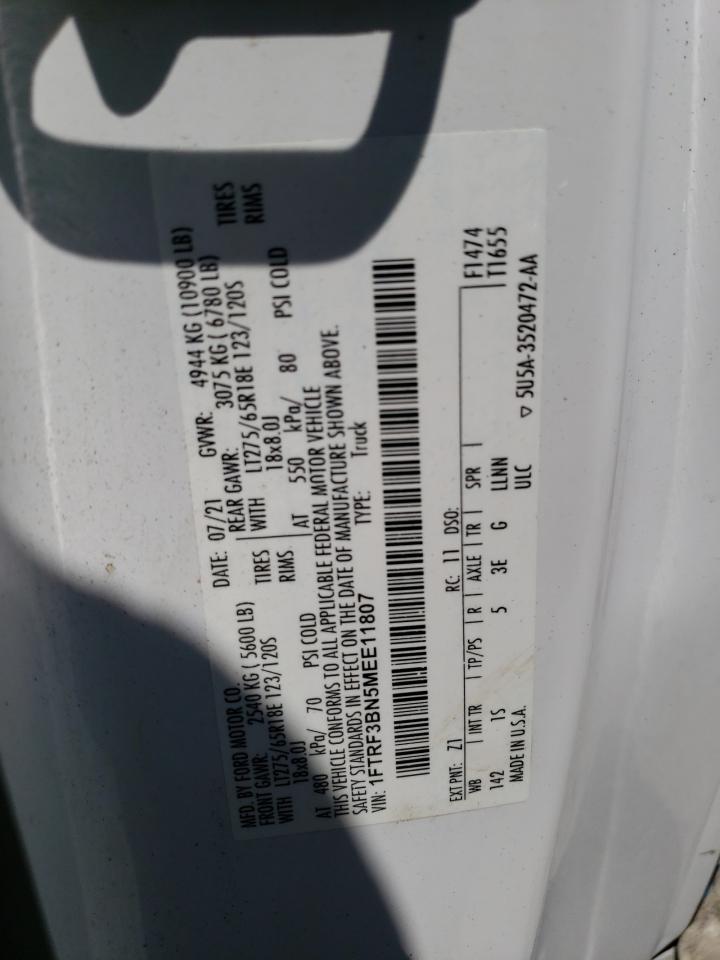 MFD. BY FORD MOTOR CO.
DATE: 07/21 GVWR: 4944 KG (10900 LB)
FRONT GAWR: 2540 KG ( 5600 LB) REAR GAWR: 3075 KG ( 6780 LB)
WITH LT275/65R18E 123/120S TIRES WITH LT275/65R18E 123/120S TIRES
18x8.0J RIMS 18x8.0J RIMS
AT 480 kPa/ 70 PSI COLD AT 550 kPa/ 80 PSI COLD
THIS VEHICLE CONFORMS TO ALL APPLICABLE FEDERAL MOTOR VEHICLE
SAFETY STANDARDS IN EFFECT ON THE DATE OF MANUFACTURE SHOWN ABOVE.
VIN: 1FTRF3BN5MEE11807 TYPE: Truck
EXT PNT: Z1 RC: 11 DSO: F1474
WB INT TR TP/PS R AXLE TR SPR T1655
142 1S 5 3E G LLNN
MADE IN U.S.A. ULC ▽ 5U5A-3520472-AA